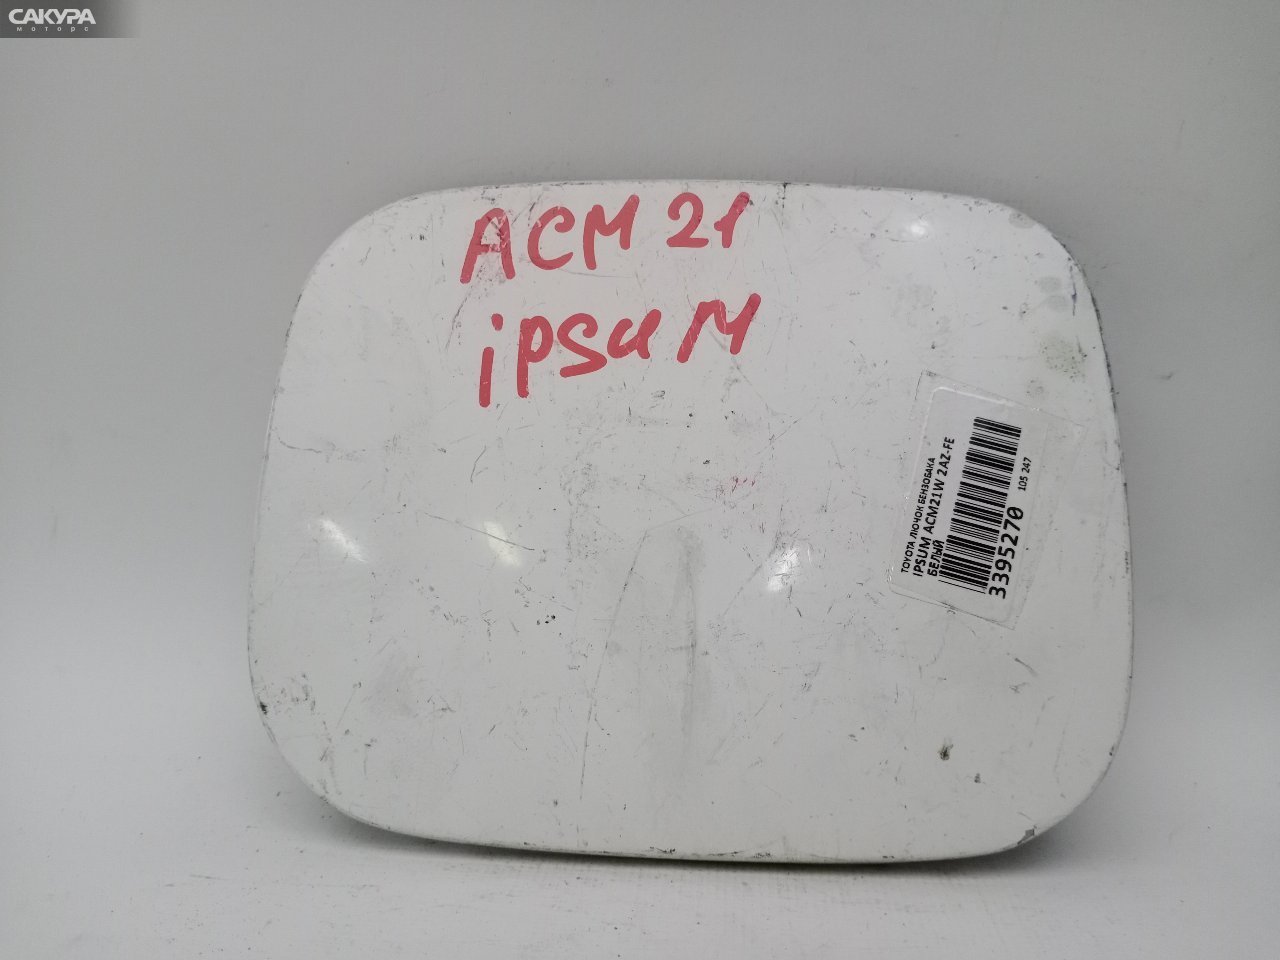 САКУРА
моторс
ACM 21
ipsuM
TOYOTA ЛЮЧОК БЕНЗОБАКА
IPSUM ACM21W 2AZ-FE
БЕЛЫЙ
3395270
105 247